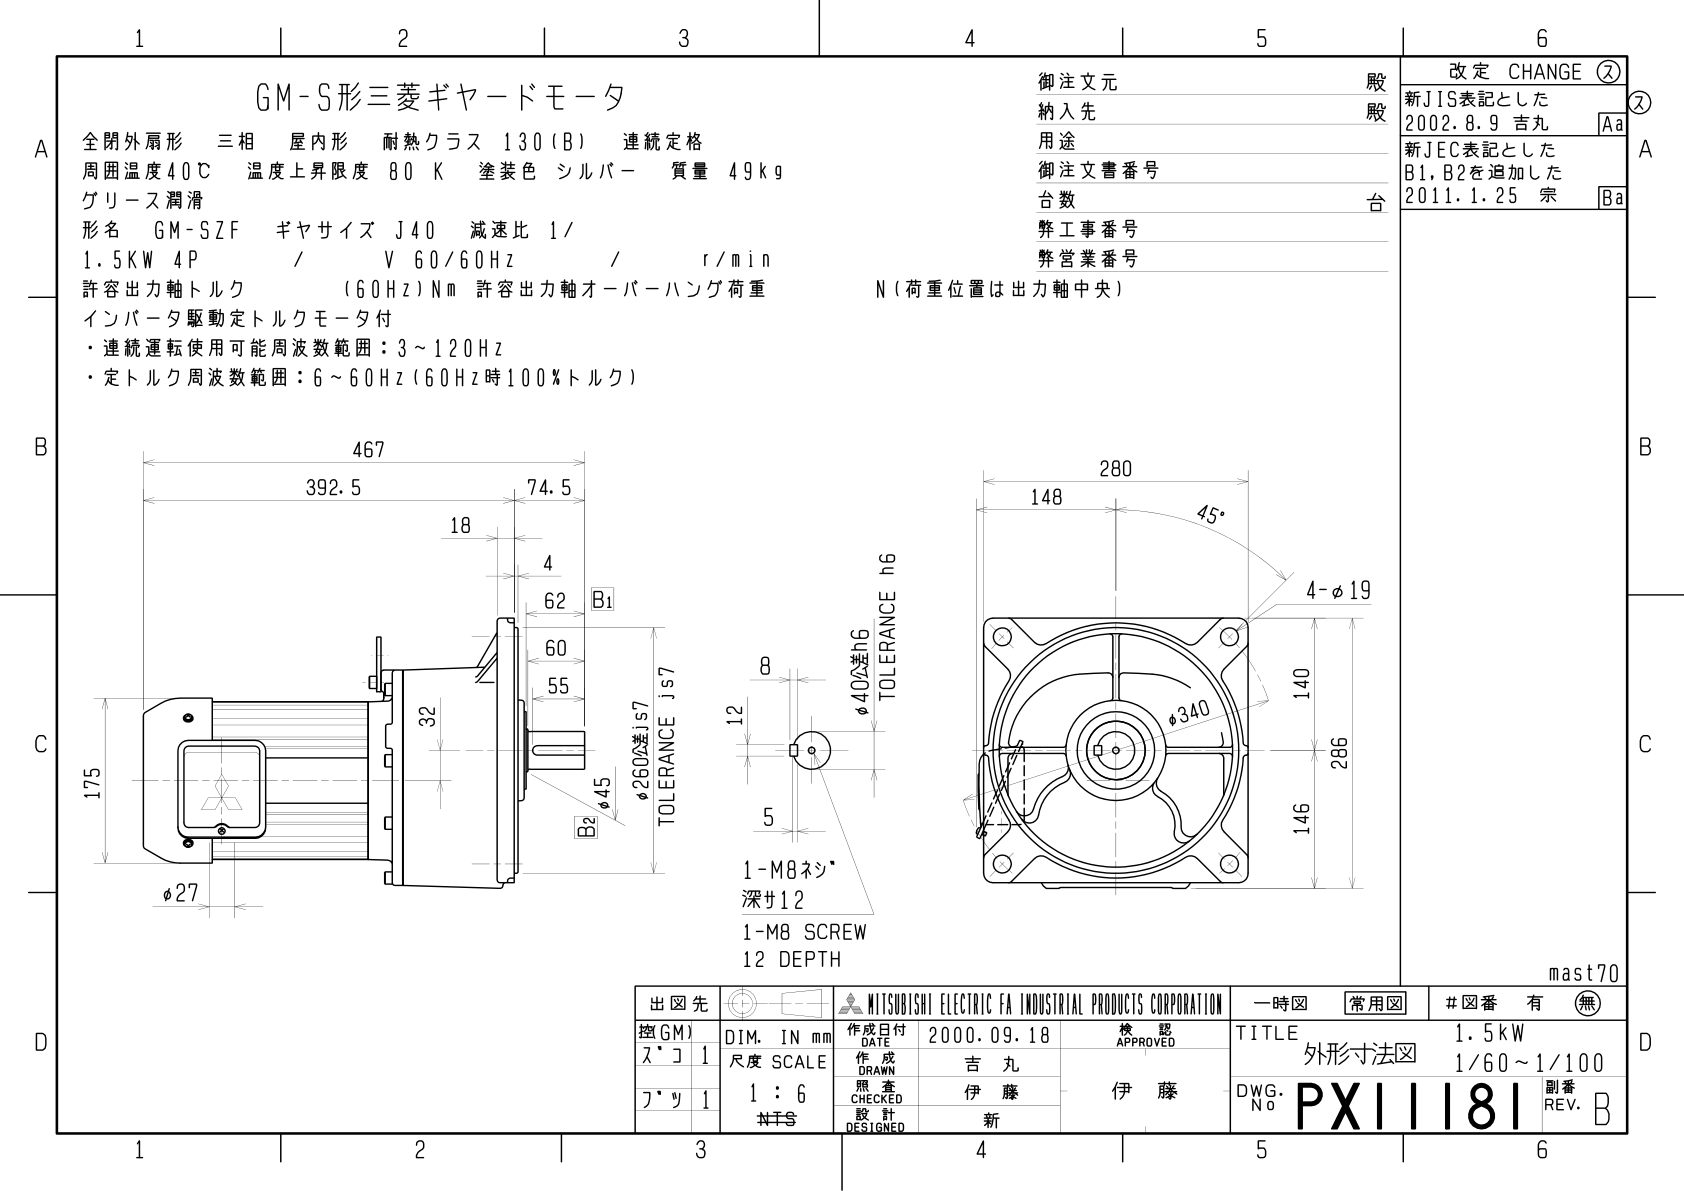 1 2 3 4 5 6
GM-S形三菱ギヤードモータ
全閉外扇形 三相 屋内形 耐熱クラス 130(B) 連続定格
周囲温度40℃ 温度上昇限度 80 K 塗装色 シルバー 質量 49kg
グリース潤滑
形名 GM-SZF ギヤサイズ J40 減速比 1/
1.5KW 4P / V 60/60Hz / r/min
許容出力軸トルク (60Hz)Nm 許容出力軸オーバーハング荷重 N(荷重位置は出力軸中央)
インバータ駆動定トルクモータ付
・連続運転使用可能周波数範囲:3~120Hz
・定トルク周波数範囲:6~60Hz(60Hz時100%トルク)
御注文元 殿
納入先 殿
用途
御注文書番号
台数 台
弊工事番号
弊営業番号
改定 CHANGE ス
新JIS表記とした
2002.8.9 吉丸 Aa
新JEC表記とした
B1,B2を追加した
2011.1.25 宗 Ba
ス
A A
B B
C C
D D
467
392.5 74.5
18
4
62 B1
60
55
32
175
φ27
φ45
B2
φ260公差js7
TOLERANCE js7
8
12
5
φ40公差h6
TOLERANCE h6
1-M8ネジ
深サ12
1-M8 SCREW
12 DEPTH
280
148
45°
4-φ19
φ340
140
146
286
mast70
出図先
控(GM)
ズコ 1
ブツ 1
DIM. IN mm
尺度 SCALE
1 : 6
NTS
MITSUBISHI ELECTRIC FA INDUSTRIAL PRODUCTS CORPORATION
作成日付
DATE
2000.09.18
検 認
APPROVED
作 成
DRAWN
吉 丸
照 査
CHECKED
伊 藤
伊 藤
設 計
DESIGNED
新
一時図 常用図 #図番 有 無
TITLE
外形寸法図
1.5kW
1/60~1/100
DWG.
No
PX11181
副番
REV.
B
1 2 3 4 5 6